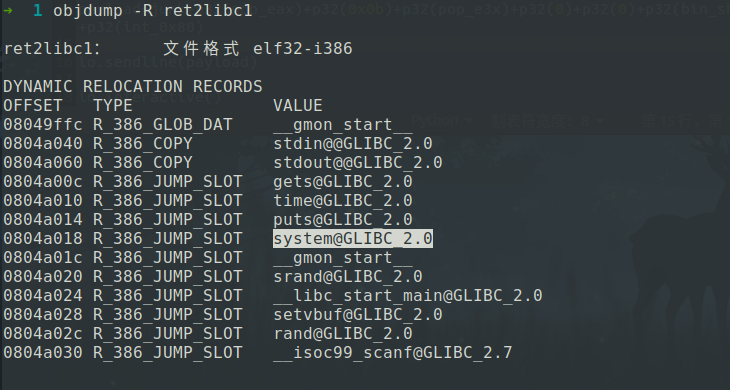 ➜  1 objdump -R ret2libc1
ret2libc1：     文件格式 elf32-i386
DYNAMIC RELOCATION RECORDS
OFFSET   TYPE              VALUE
08049ffc R_386_GLOB_DAT    __gmon_start__
0804a040 R_386_COPY        stdin@@GLIBC_2.0
0804a060 R_386_COPY        stdout@@GLIBC_2.0
0804a00c R_386_JUMP_SLOT   gets@GLIBC_2.0
0804a010 R_386_JUMP_SLOT   time@GLIBC_2.0
0804a014 R_386_JUMP_SLOT   puts@GLIBC_2.0
0804a018 R_386_JUMP_SLOT   system@GLIBC_2.0
0804a01c R_386_JUMP_SLOT   __gmon_start__
0804a020 R_386_JUMP_SLOT   srand@GLIBC_2.0
0804a024 R_386_JUMP_SLOT   __libc_start_main@GLIBC_2.0
0804a028 R_386_JUMP_SLOT   setvbuf@GLIBC_2.0
0804a02c R_386_JUMP_SLOT   rand@GLIBC_2.0
0804a030 R_386_JUMP_SLOT   __isoc99_scanf@GLIBC_2.7